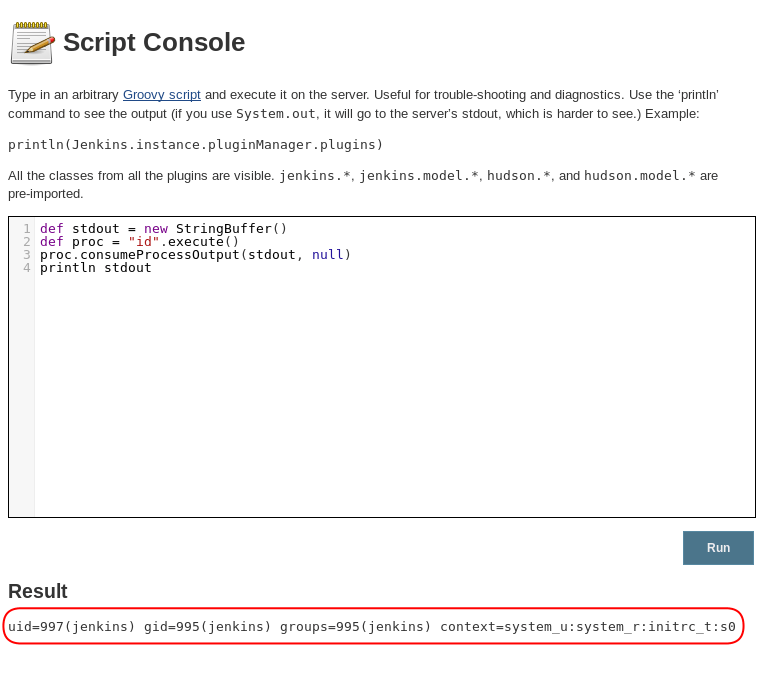 Script Console
Type in an arbitrary Groovy script and execute it on the server. Useful for trouble-shooting and diagnostics. Use the ‘println’
command to see the output (if you use System.out, it will go to the server’s stdout, which is harder to see.) Example:
println(Jenkins.instance.pluginManager.plugins)
All the classes from all the plugins are visible. jenkins.*, jenkins.model.*, hudson.*, and hudson.model.* are
pre-imported.
1 def stdout = new StringBuffer()
2 def proc = "id".execute()
3 proc.consumeProcessOutput(stdout, null)
4 println stdout
Run
Result
uid=997(jenkins) gid=995(jenkins) groups=995(jenkins) context=system_u:system_r:initrc_t:s0